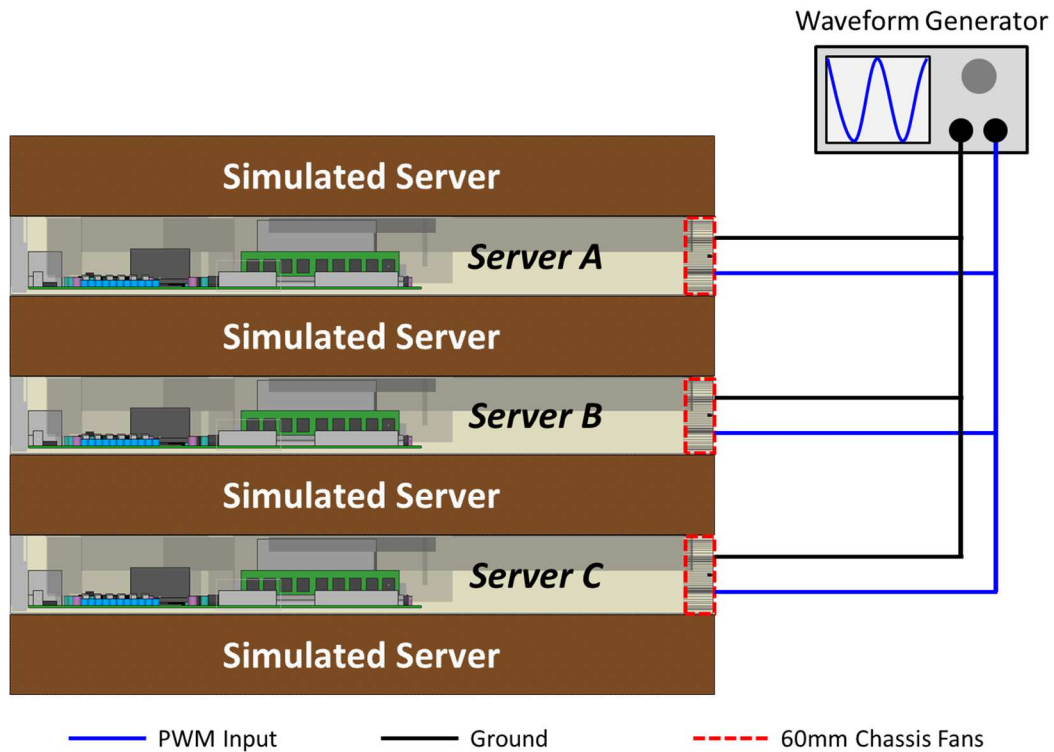 Waveform Generator
Simulated Server
Server A
Simulated Server
Server B
Simulated Server
Server C
Simulated Server
PWM Input
Ground
60mm Chassis Fans